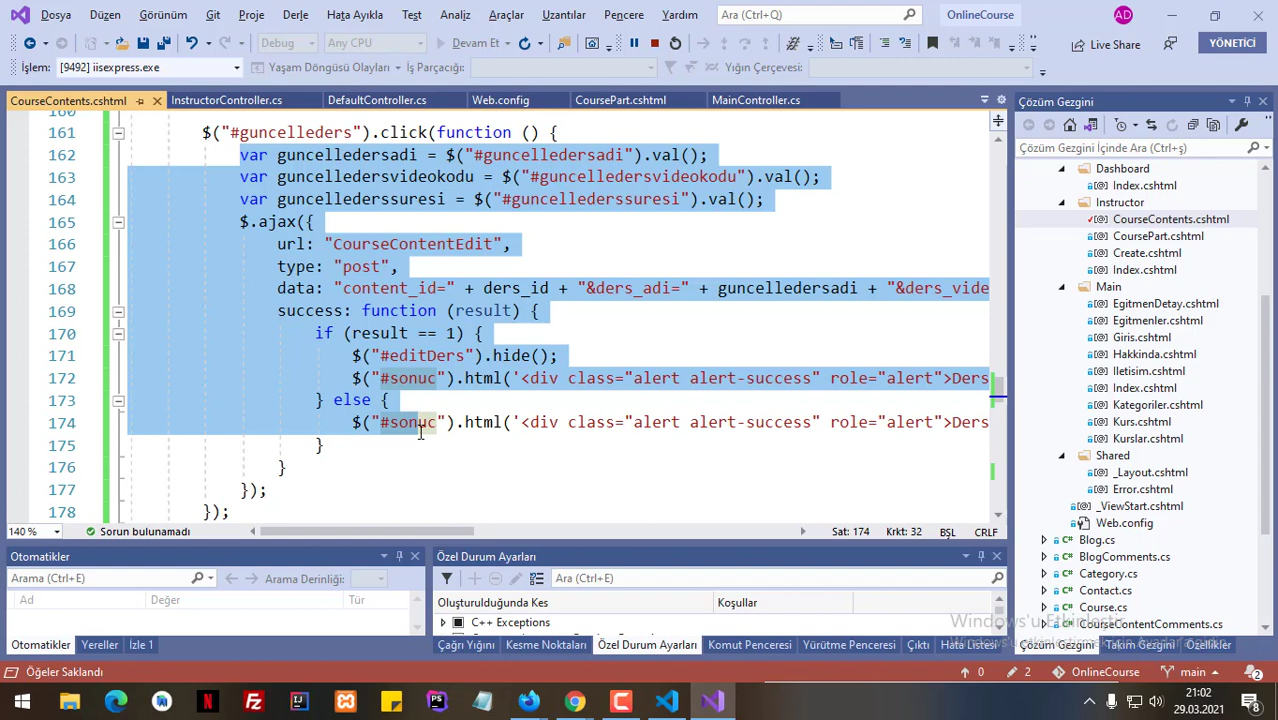 Dosya Düzen Görünüm Git Proje Derle Hata Ayıkla Test Analiz Araçlar Uzantılar Pencere Yardım Ara (Ctrl+Q) OnlineCourse AD
Debug Any CPU Devam Et Live Share YÖNETİCİ
İşlem: [9492] iisexpress.exe Yaşam Döngüsü Olayları İş Parçacığı: Yığın Çerçevesi:
CourseContents.cshtml InstructorController.cs DefaultController.cs Web.config CoursePart.cshtml MainController.cs
160
161 $("#guncelleders").click(function () {
162 var guncelledersadi = $("#guncelledersadi").val();
163 var guncelledersvideokodu = $("#guncelledersvideokodu").val();
164 var guncellederssuresi = $("#guncellederssuresi").val();
165 $.ajax({
166 url: "CourseContentEdit",
167 type: "post",
168 data: "content_id=" + ders_id + "&ders_adi=" + guncelledersadi + "&ders_vide
169 success: function (result) {
170 if (result == 1) {
171 $("#editDers").hide();
172 $("#sonuc").html('<div class="alert alert-success" role="alert">Ders
173 } else {
174 $("#sonuc").html('<div class="alert alert-success" role="alert">Ders
175 }
176 }
177 });
178 });
140 % Sorun bulunamadı Sat: 174 Krkt: 32 BŞL CRLF
Çözüm Gezgini
Çözüm Gezgini İçinde Ara (Ctrl+ş)
Dashboard
Index.cshtml
Instructor
CourseContents.cshtml
CoursePart.cshtml
Create.cshtml
Index.cshtml
Main
EgitmenDetay.cshtml
Egitmenler.cshtml
Giris.cshtml
Hakkinda.cshtml
Iletisim.cshtml
Index.cshtml
Kategoriler.cshtml
Kurs.cshtml
Kurslar.cshtml
Shared
_Layout.cshtml
Error.cshtml
_ViewStart.cshtml
Web.config
Blog.cs
BlogComments.cs
Category.cs
Contact.cs
Course.cs
CourseContentComments.cs
Çözüm Gezgini Takım Gezgini Özellikler
Otomatikler
Arama (Ctrl+E) Arama Derinliği:
Ad Değer Tür
Otomatikler Yereller İzle 1
Özel Durum Ayarları
Ara (Ctrl+E)
Oluşturulduğunda Kes Koşullar
C++ Exceptions
Çağrı Yığını Kesme Noktaları Özel Durum Ayarları Komut Penceresi Yürütme Penceresi Çıktı Hata Listesi
Windows'u Etkinleştir
Windows'u etkinleştirmek için Ayarlar'a gidin.
Öğeler Saklandı 0 2 OnlineCourse main 2
21:02
29.03.2021
8